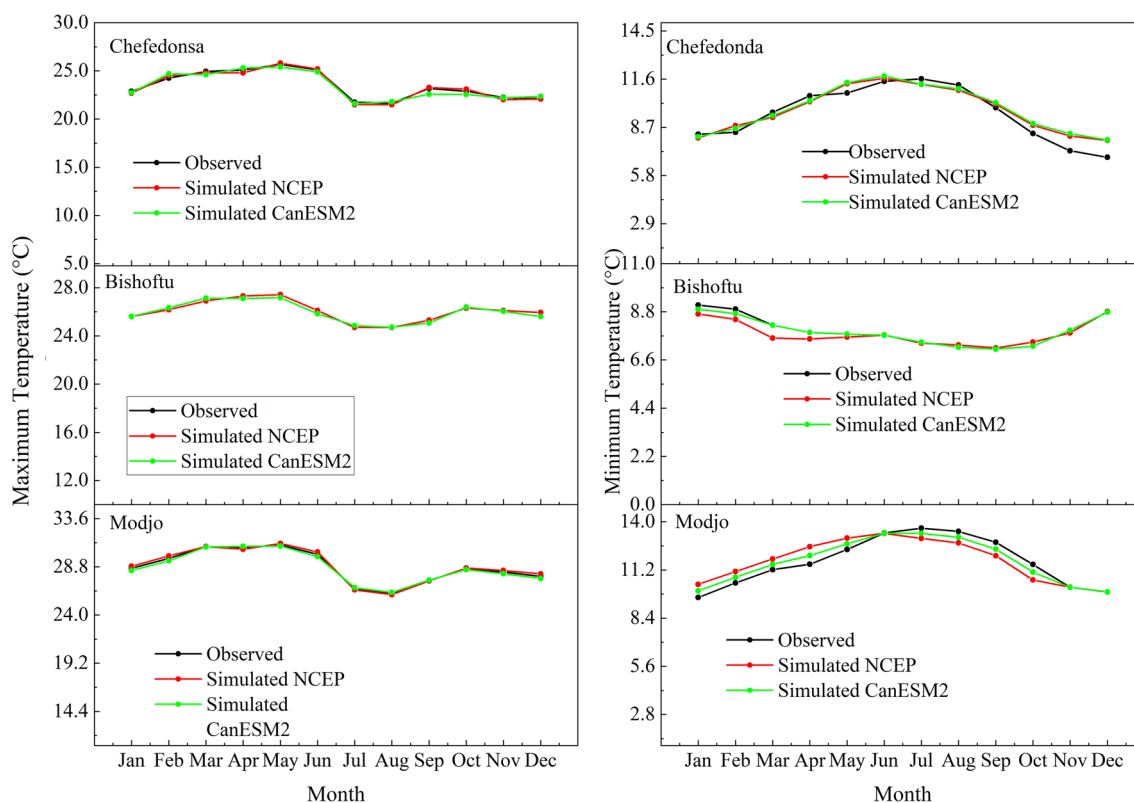 Maximum Temperature (°C)
30.0
25.0
20.0
15.0
10.0
5.0
Chefedonsa
Observed
Simulated NCEP
Simulated CanESM2
28.0
24.0
20.0
16.0
12.0
Bishoftu
Observed
Simulated NCEP
Simulated CanESM2
33.6
28.8
24.0
19.2
14.4
Modjo
Observed
Simulated NCEP
Simulated
CanESM2
Jan Feb Mar Apr May Jun Jul Aug Sep Oct Nov Dec
Month
Minimum Temperature (°C)
14.5
11.6
8.7
5.8
2.9
11.0
Chefedonda
Observed
Simulated NCEP
Simulated CanESM2
8.8
6.6
4.4
2.2
0.0
Bishoftu
Observed
Simulated NCEP
Simulated CanESM2
14.0
11.2
8.4
5.6
2.8
Modjo
Observed
Simulated NCEP
Simulated CanESM2
Jan Feb Mar Apr May Jun Jul Aug Sep Oct Nov Dec
Month